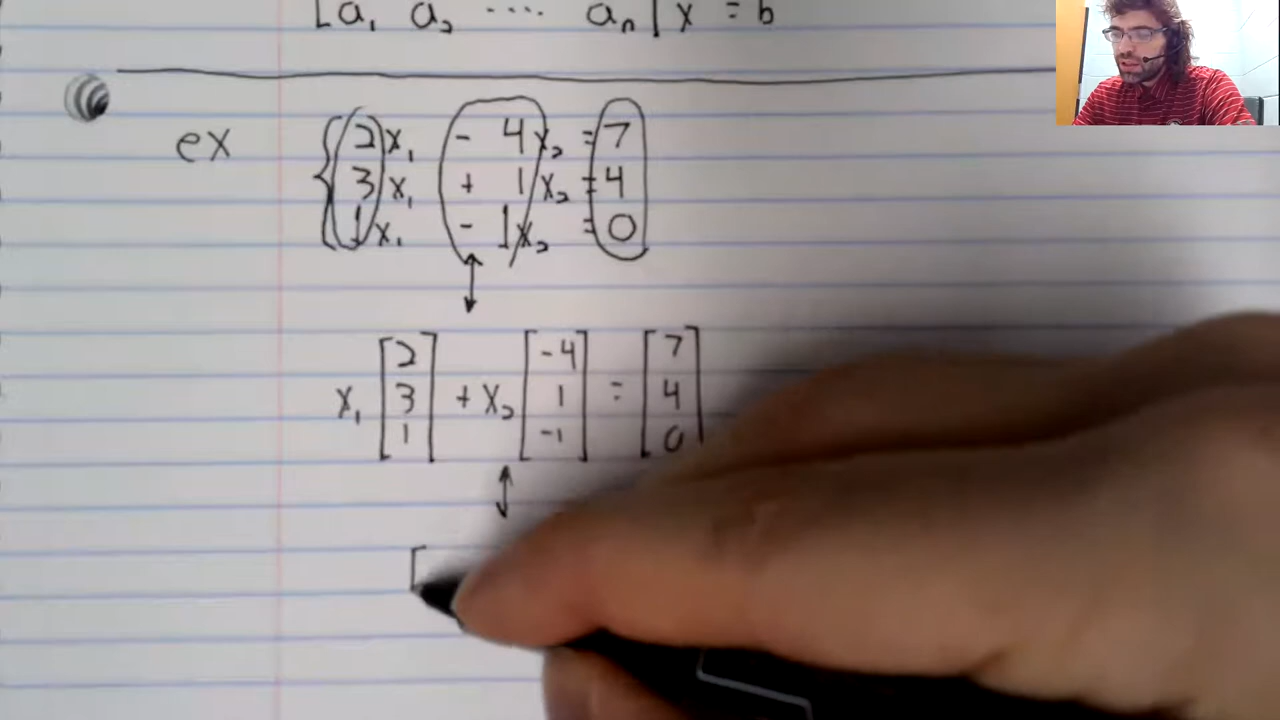 [a₁ a₂ .... aₙ] x = b
ex { 2x₁ - 4x₂ = 7
3x₁ + 1x₂ = 4
1x₁ - 1x₂ = 0
↕
x₁ [2 3 1] + x₂ [-4 1 -1] = [7 4 0]
↕
[